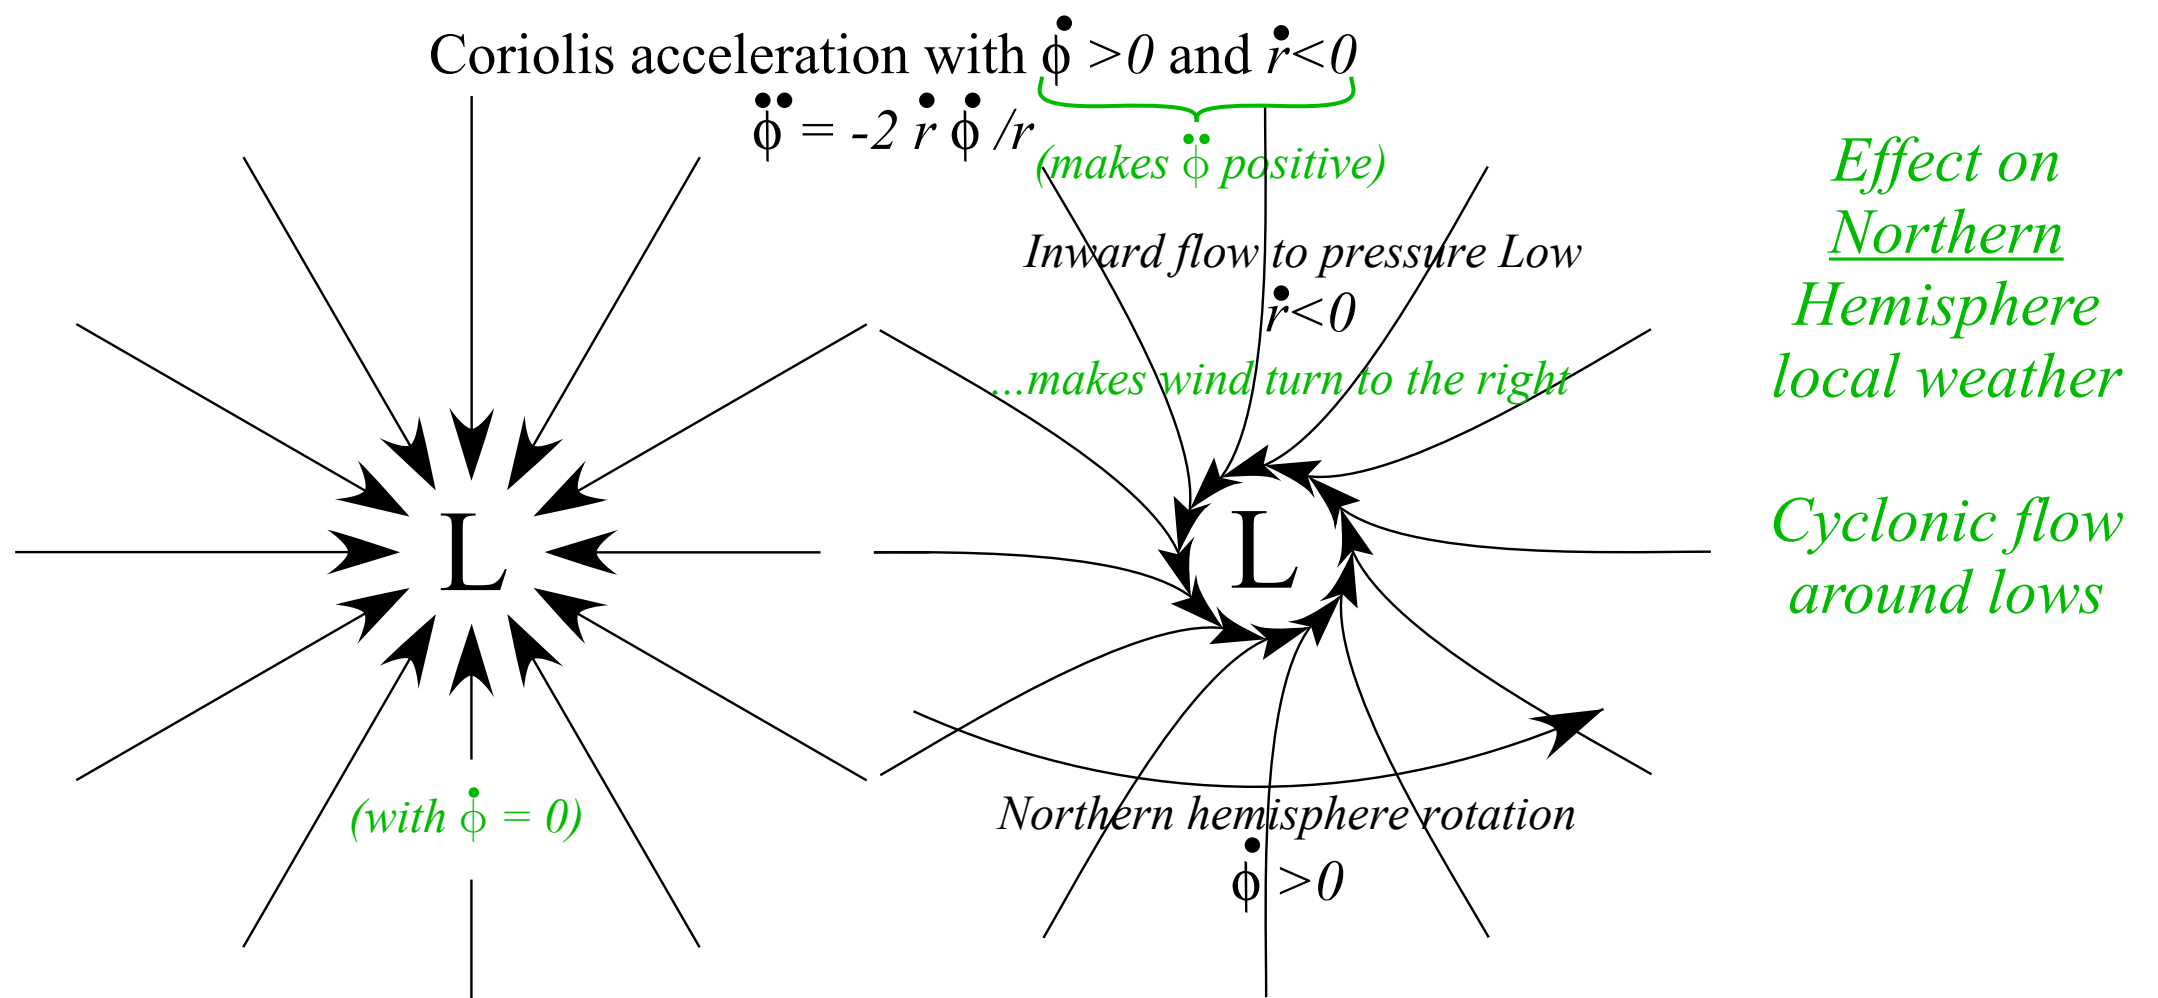 Coriolis acceleration with ϕ̇ >0 and ṙ<0
ϕ̈ = -2 ṙ ϕ̇ /r
(makes ϕ̈ positive)
Inward flow to pressure Low
ṙ<0
...makes wind turn to the right
L
L
(with ϕ̇ = 0)
Northern hemisphere rotation
ϕ̇ >0
Effect on
Northern
Hemisphere
local weather
Cyclonic flow
around lows